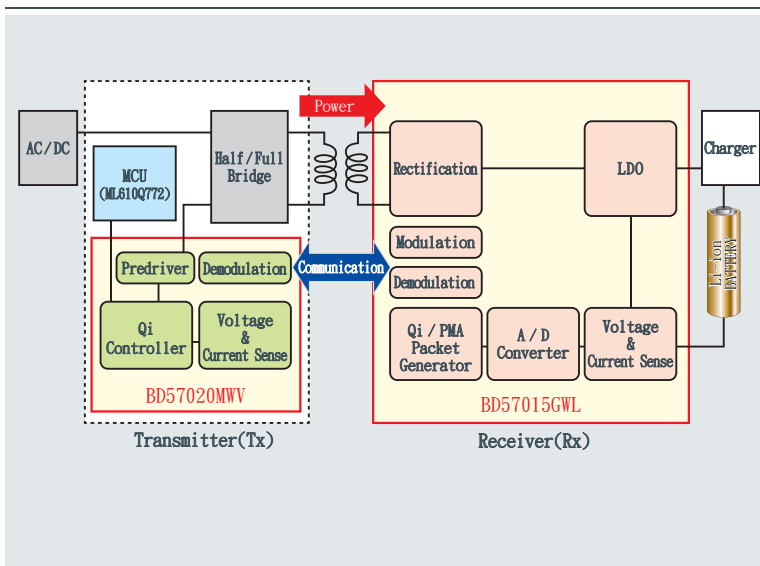 Power
AC/DC
Half/Full
Bridge
MCU
(ML610Q772)
Rectification
LDO
Charger
Modulation
Predriver
Demodulation
Communication
Demodulation
Li-ion
BATTERY
Qi
Controller
Voltage
&
Current Sense
Qi / PMA
Packet
Generator
A / D
Converter
Voltage
&
Current Sense
BD57020MWV
BD57015GWL
Transmitter(Tx)
Receiver(Rx)